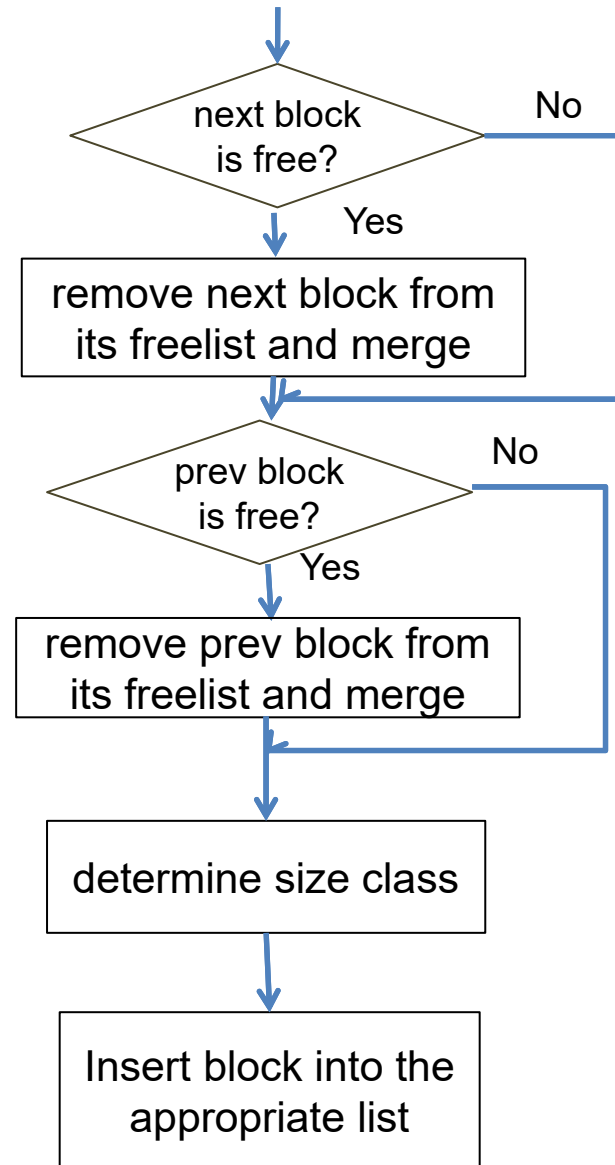 next block
is free?
No
Yes
remove next block from
its freelist and merge
prev block
is free?
No
Yes
remove prev block from
its freelist and merge
determine size class
Insert block into the
appropriate list